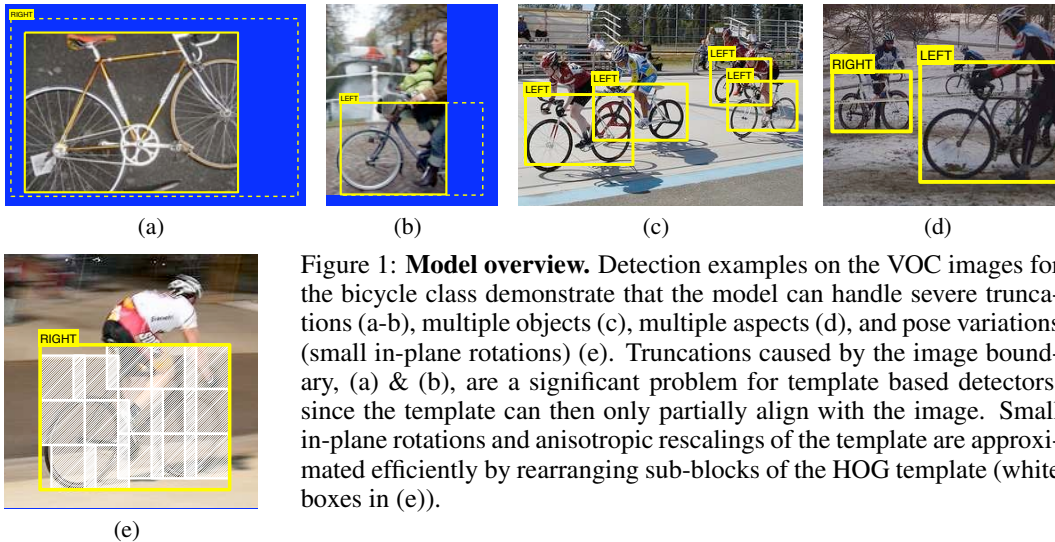 RIGHT
LEFT
LEFT
LEFT
LEFT
LEFT
RIGHT
LEFT
(a)
(b)
(c)
(d)
RIGHT
(e)
Figure 1: Model overview. Detection examples on the VOC images for
the bicycle class demonstrate that the model can handle severe trunca-
tions (a-b), multiple objects (c), multiple aspects (d), and pose variations
(small in-plane rotations) (e). Truncations caused by the image bound-
ary, (a) & (b), are a significant problem for template based detectors
since the template can then only partially align with the image. Small
in-plane rotations and anisotropic rescalings of the template are approxi-
mated efficiently by rearranging sub-blocks of the HOG template (white
boxes in (e)).